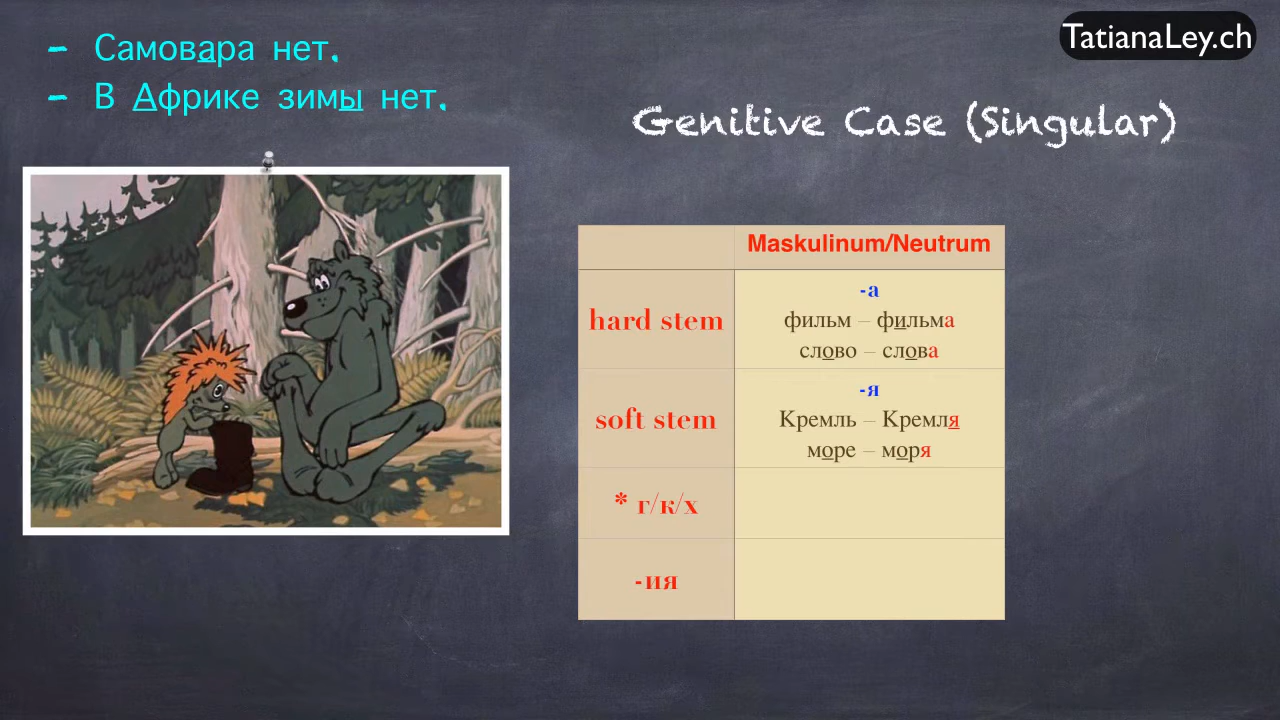 - Самовара нет.
- В Африке зимы нет.
TatianaLey.ch
Genitive Case (Singular)
Maskulinum/Neutrum
hard stem
-а
фильм – фильма
слово – слова
soft stem
-я
Кремль – Кремля
море – моря
* г/к/х
-ия